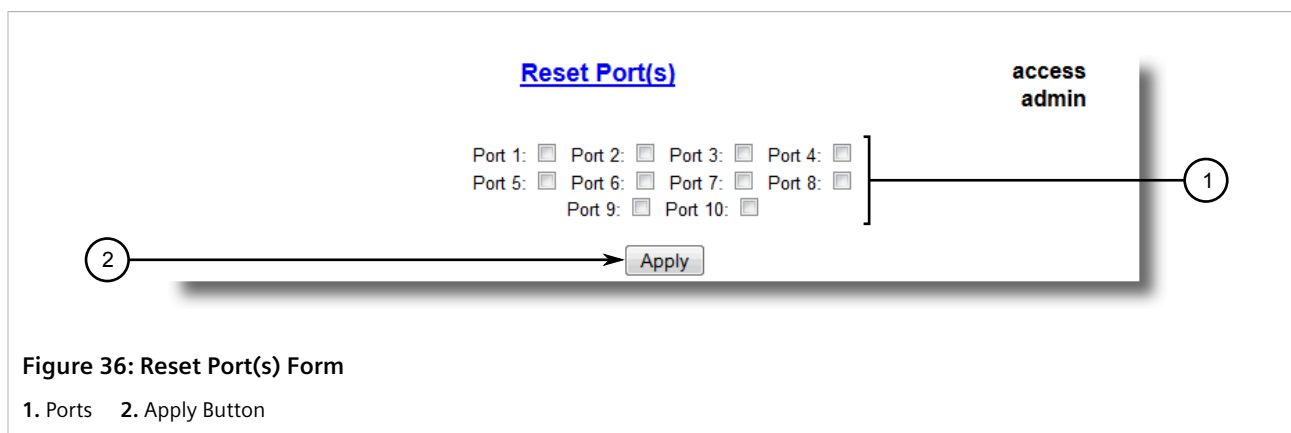 Reset Port(s)
access
admin
Port 1: Port 2: Port 3: Port 4:
Port 5: Port 6: Port 7: Port 8:
Port 9: Port 10:
1
2
Apply
Figure 36: Reset Port(s) Form
1. Ports 2. Apply Button